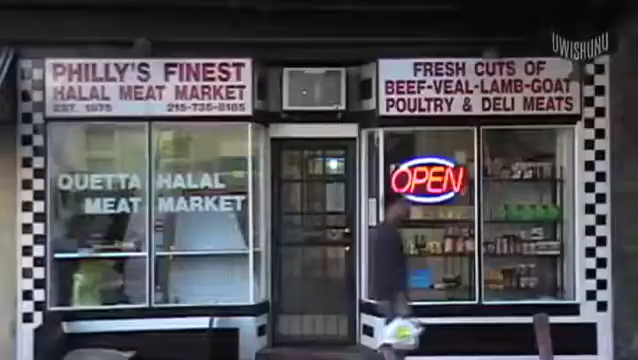 UWISHUNU
PHILLY'S FINEST
HALAL MEAT MARKET
EST. 1975 215-735-8185
FRESH CUTS OF
BEEF-VEAL-LAMB-GOAT
POULTRY & DELI MEATS
QUETTA HALAL
MEAT MARKET
OPEN